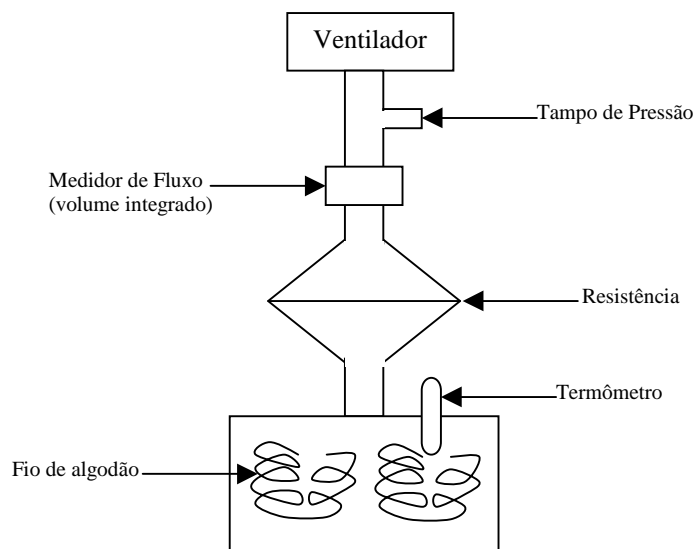 Ventilador
Tampo de Pressão
Medidor de Fluxo
(volume integrado)
Resistência
Termômetro
Fio de algodão